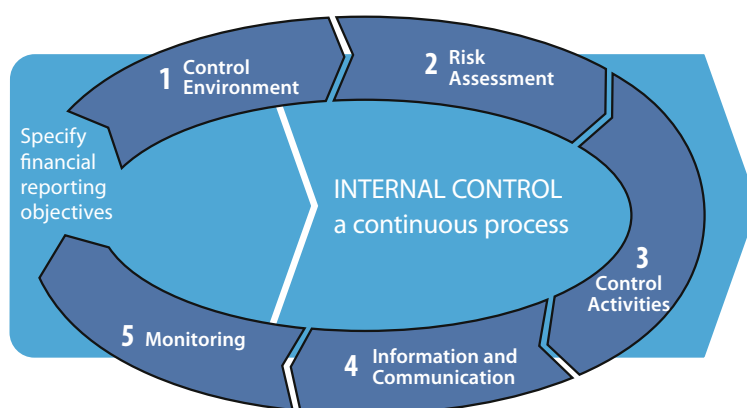 1 Control
Environment
2 Risk
Assessment
Specify
financial
reporting
objectives
INTERNAL CONTROL
a continuous process
3
Control
Activities
4 Information and
Communication
5 Monitoring